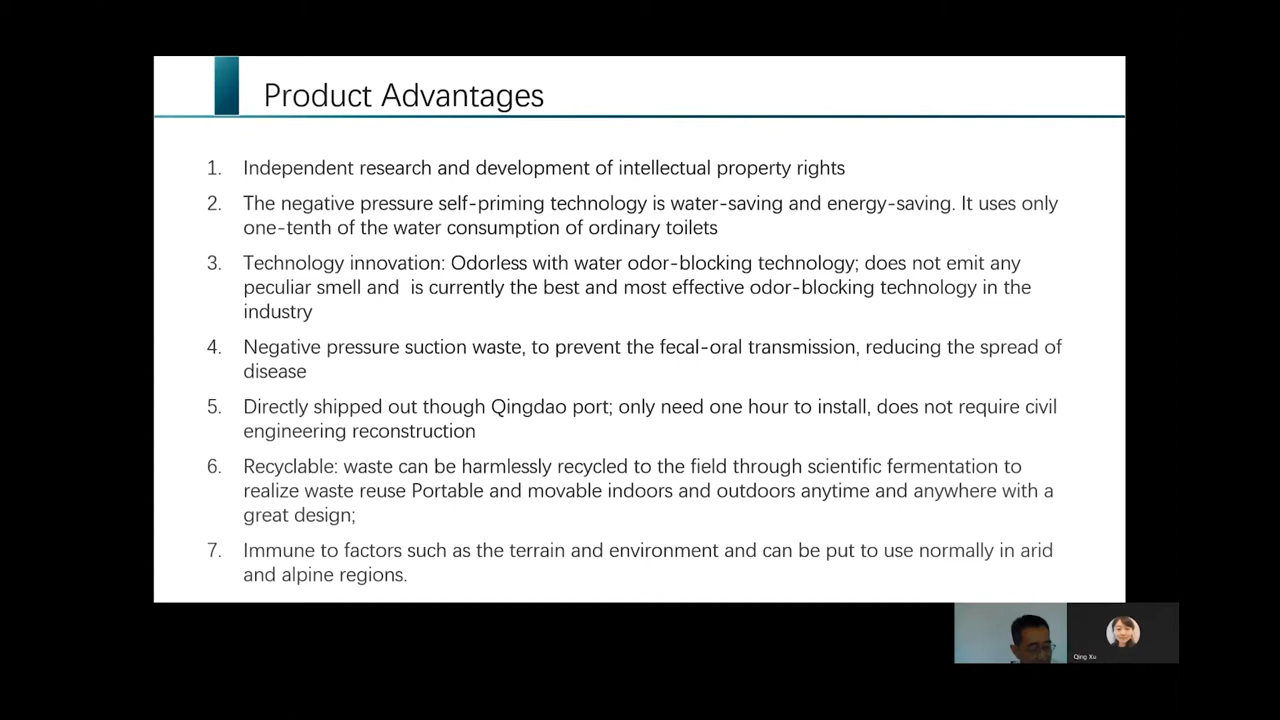 Product Advantages
1. Independent research and development of intellectual property rights
2. The negative pressure self-priming technology is water-saving and energy-saving. It uses only
one-tenth of the water consumption of ordinary toilets
3. Technology innovation: Odorless with water odor-blocking technology; does not emit any
peculiar smell and  is currently the best and most effective odor-blocking technology in the
industry
4. Negative pressure suction waste, to prevent the fecal-oral transmission, reducing the spread of
disease
5. Directly shipped out though Qingdao port; only need one hour to install, does not require civil
engineering reconstruction
6. Recyclable: waste can be harmlessly recycled to the field through scientific fermentation to
realize waste reuse Portable and movable indoors and outdoors anytime and anywhere with a
great design;
7. Immune to factors such as the terrain and environment and can be put to use normally in arid
and alpine regions.
Qing Xu